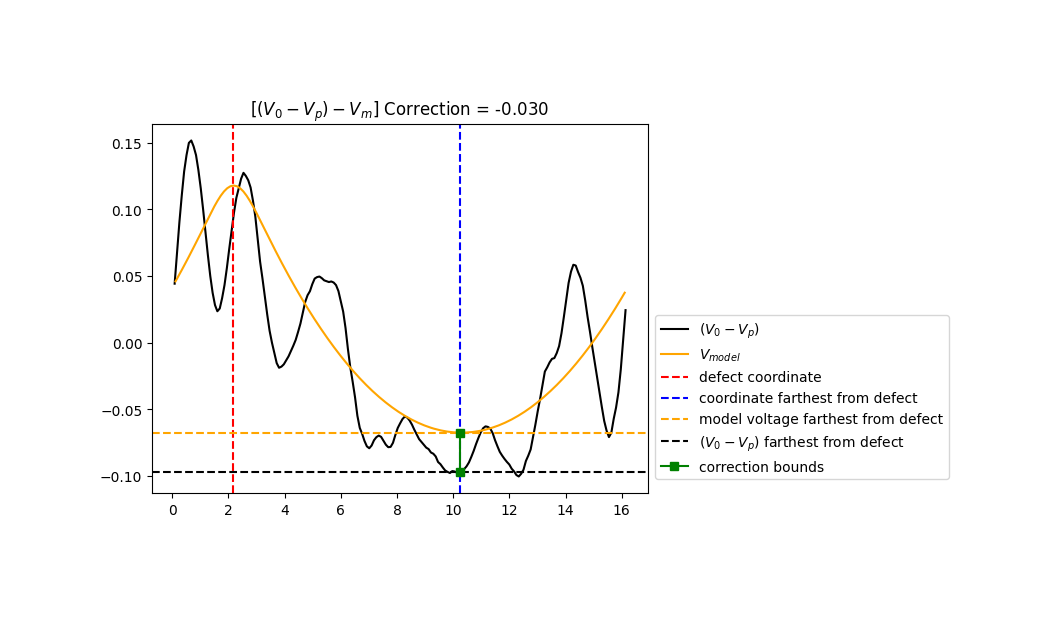 [(V₀ − Vₚ) − Vₘ] Correction = -0.030
0.15
0.10
0.05
0.00
−0.05
−0.10
0 2 4 6 8 10 12 14 16
(V₀ − Vₚ)
V_model
defect coordinate
coordinate farthest from defect
model voltage farthest from defect
(V₀ − Vₚ) farthest from defect
correction bounds